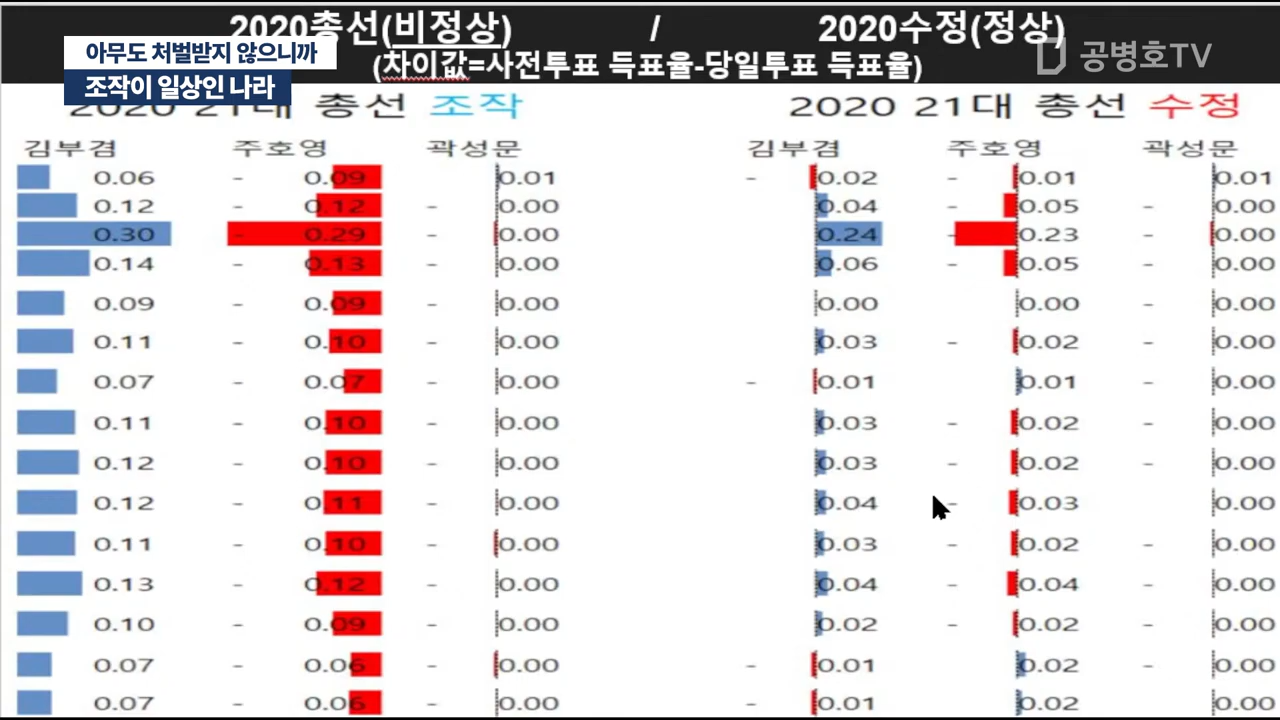 2020총선(비정상) / 2020수정(정상)
아무도 처벌받지 않으니까
(차이값=사전투표 득표율-당일투표 득표율)
공병호TV
조작이 일상인 나라
2020 21대 총선 조작 2020 21대 총선 수정
김부겸 주호영 곽성문 김부겸 주호영 곽성문
0.06 - 0.09 0.01 - 0.02 - 0.01 0.01
0.12 - 0.12 - 0.00 0.04 - 0.05 - 0.00
0.30 - 0.29 - 0.00 0.24 - 0.23 - 0.00
0.14 - 0.13 - 0.00 0.06 - 0.05 - 0.00
0.09 - 0.09 - 0.00 0.00 0.00 - 0.00
0.11 - 0.10 - 0.00 0.03 - 0.02 - 0.00
0.07 - 0.07 - 0.00 - 0.01 0.01 - 0.00
0.11 - 0.10 - 0.00 0.03 - 0.02 - 0.00
0.12 - 0.10 - 0.00 0.03 - 0.02 - 0.00
0.12 - 0.11 - 0.00 0.04 - 0.03 - 0.00
0.11 - 0.10 - 0.00 0.03 - 0.02 - 0.00
0.13 - 0.12 - 0.00 0.04 - 0.04 - 0.00
0.10 - 0.09 - 0.00 0.02 - 0.02 - 0.00
0.07 - 0.06 - 0.00 - 0.01 0.02 - 0.00
0.07 - 0.06 - 0.00 - 0.01 0.02 - 0.00